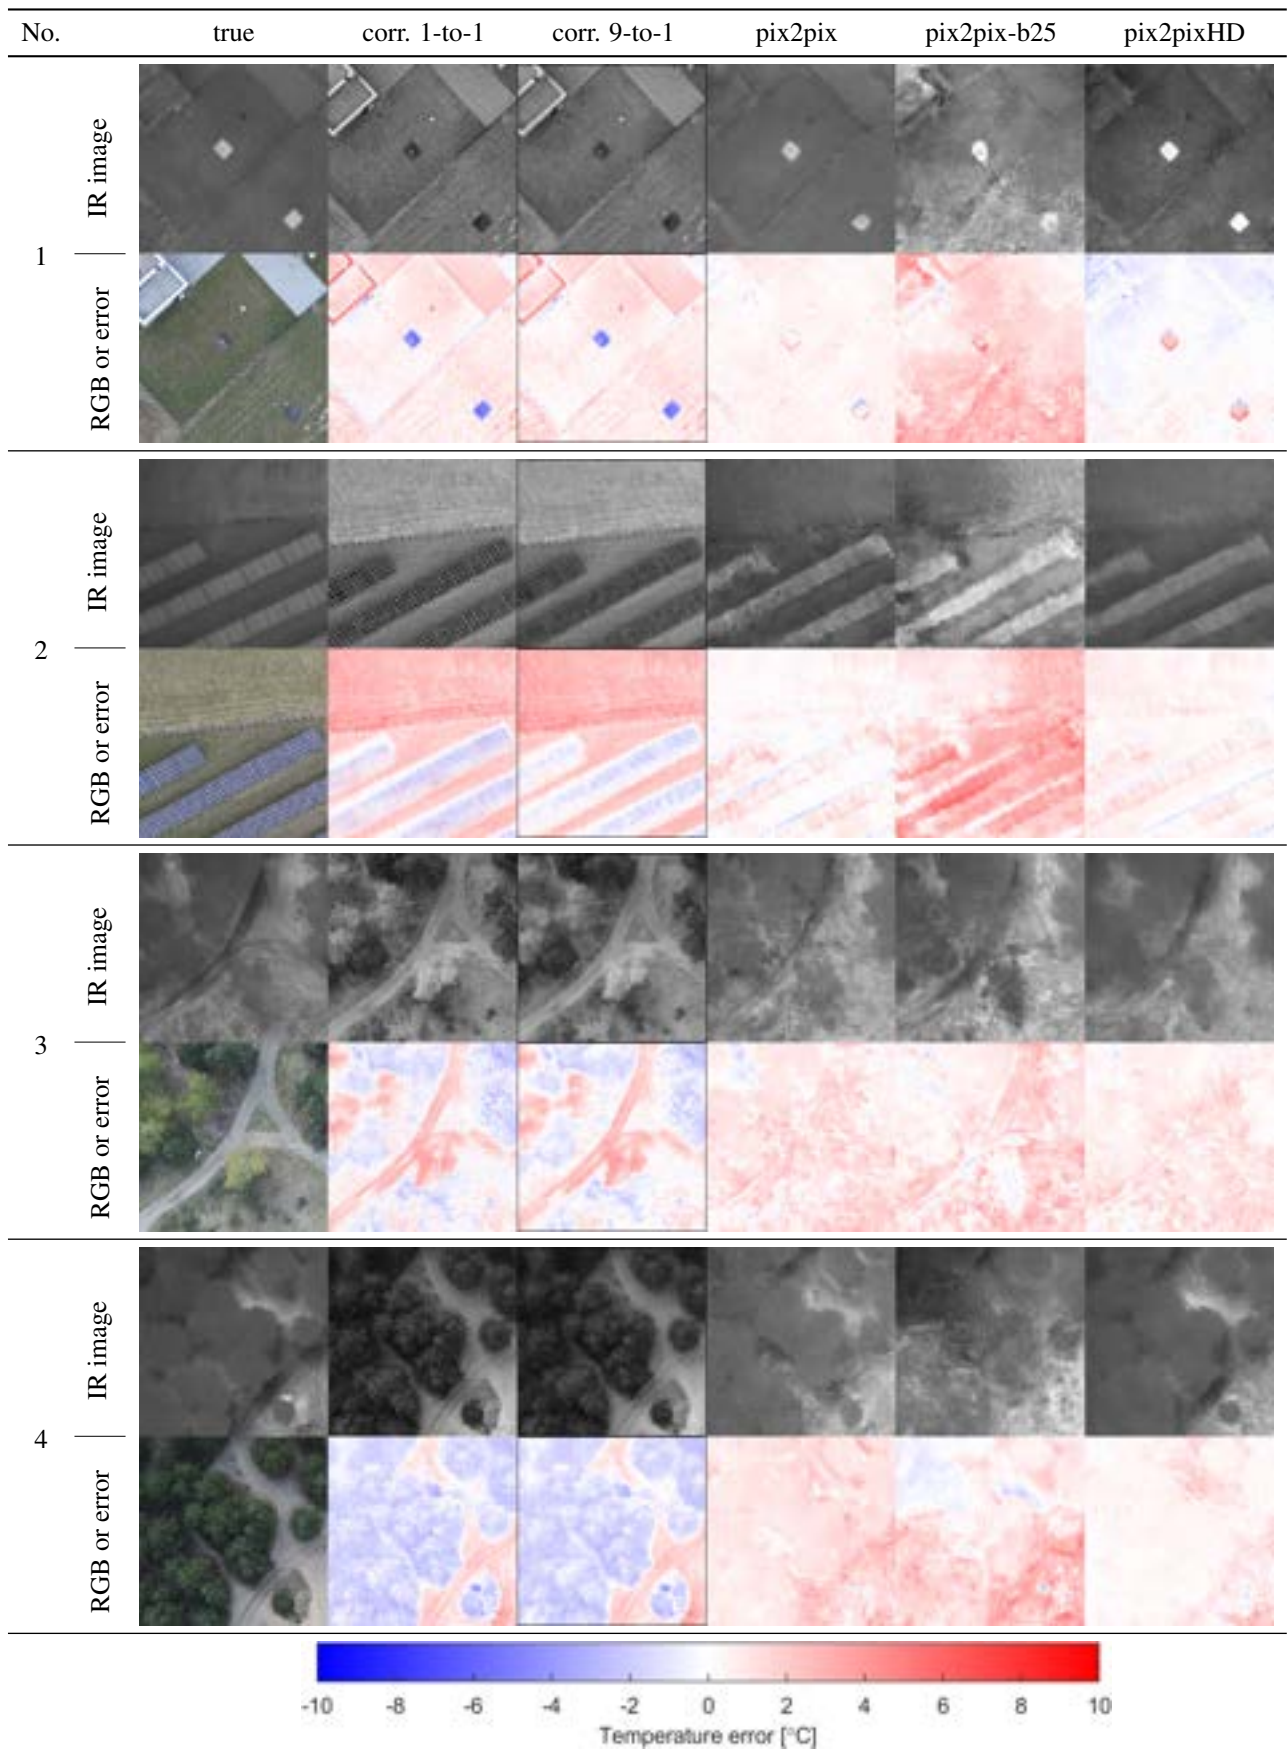 No. true corr. 1-to-1 corr. 9-to-1 pix2pix pix2pix-b25 pix2pixHD
IR image
1
RGB or error
IR image
2
RGB or error
IR image
3
RGB or error
IR image
4
RGB or error
-10 -8 -6 -4 -2 0 2 4 6 8 10
Temperature error [°C]